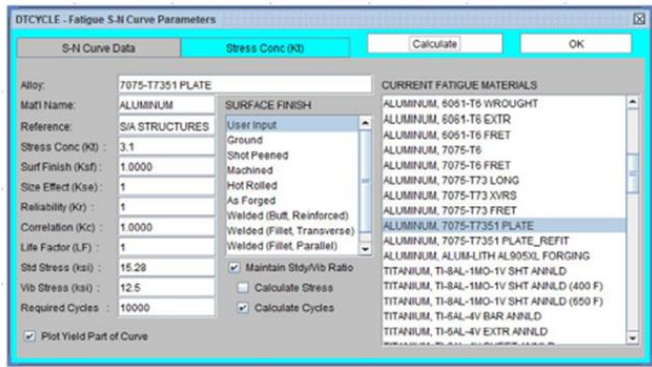 DTCYCLE - Fatigue S-N Curve Parameters
S-N Curve Data
Stress Conc (Kt)
Calculate
OK
Alloy: 7075-T7351 PLATE
Mat'l Name: ALUMINUM
Reference: S/A STRUCTURES
Stress Conc (Kt) : 3.1
Surf Finish (Ksf) : 1.0000
Size Effect (Kse) : 1
Reliability (Kr) : 1
Correlation (Kc) : 1.0000
Life Factor (LF) : 1
Std Stress (ksi) : 15.28
Vib Stress (ksi) : 12.5
Required Cycles : 10000
Plot Yield Part of Curve
SURFACE FINISH
User Input
Ground
Shot Peened
Machined
Hot Rolled
As Forged
Welded (Butt, Reinforced)
Welded (Fillet, Transverse)
Welded (Fillet, Parallel)
Maintain Stdy/Vib Ratio
Calculate Stress
Calculate Cycles
CURRENT FATIGUE MATERIALS
ALUMINUM, 6061-T6 WROUGHT
ALUMINUM, 6061-T6 EXTR
ALUMINUM, 6061-T6 FRET
ALUMINUM, 7075-T6
ALUMINUM, 7075-T6 FRET
ALUMINUM, 7075-T73 LONG
ALUMINUM, 7075-T73 XVRS
ALUMINUM, 7075-T73 FRET
ALUMINUM, 7075-T7351 PLATE
ALUMINUM, 7075-T7351 PLATE_REFIT
ALUMINUM, ALUM-LITH AL905XL FORGING
TITANIUM, TI-8AL-1MO-1V SHT ANNLD
TITANIUM, TI-8AL-1MO-1V SHT ANNLD (400 F)
TITANIUM, TI-8AL-1MO-1V SHT ANNLD (650 F)
TITANIUM, TI-6AL-4V BAR ANNLD
TITANIUM, TI-6AL-4V EXTR ANNLD